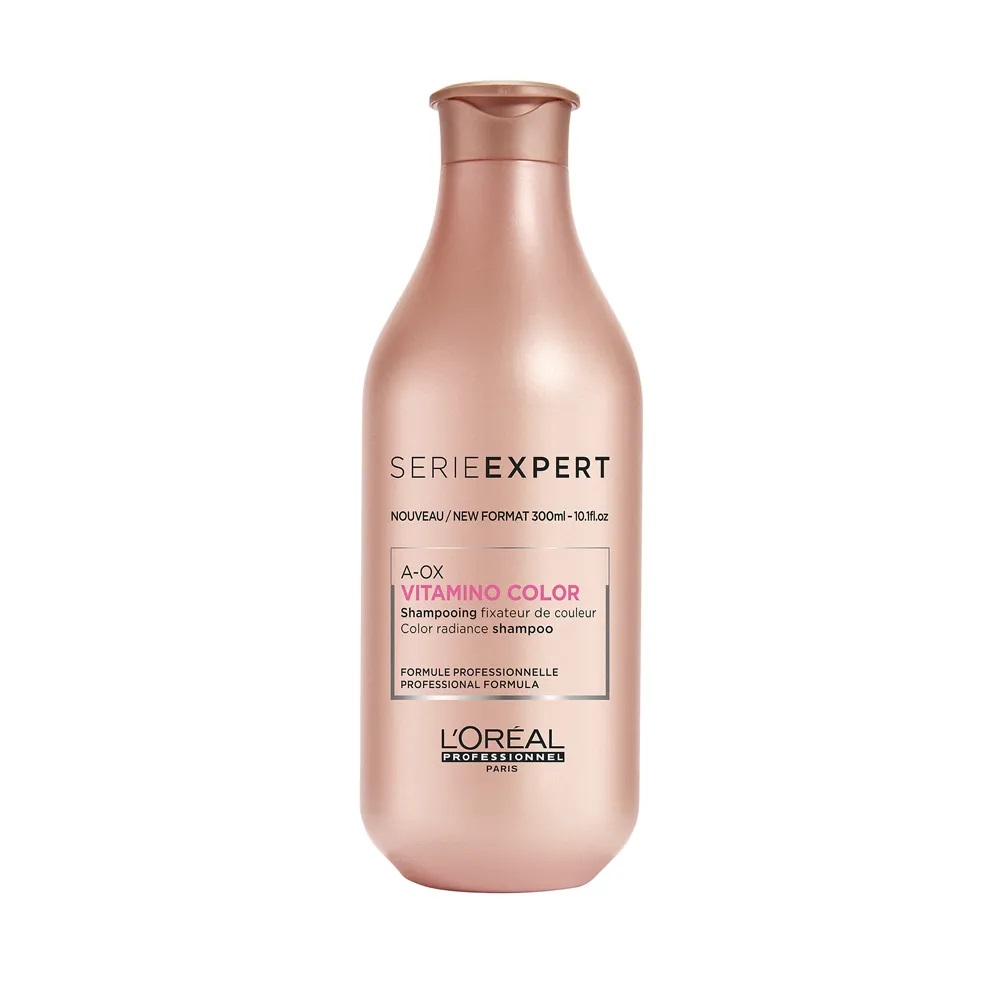 SERIEEXPERT
NOUVEAU / NEW FORMAT 300ml - 10.1fl.oz
A-OX
VITAMINO COLOR
Shampooing fixateur de couleur
Color radiance shampoo
FORMULE PROFESSIONNELLE
PROFESSIONAL FORMULA
L'ORÉAL
PROFESSIONNEL
PARIS